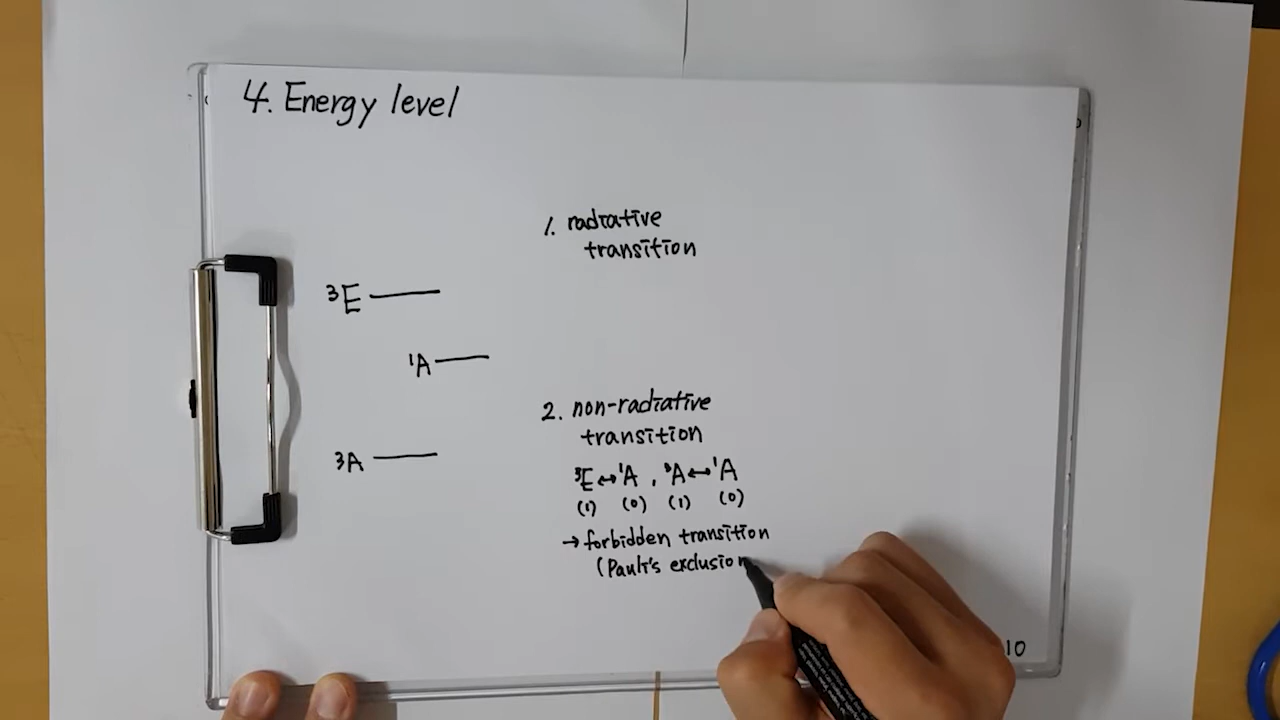 4. Energy level
1. radiative
transition
³E
¹A
³A
2. non-radiative
transition
³E↔¹A, ³A↔¹A
(1) (0) (1) (0)
→ forbidden transition
(Pauli's exclusion
10